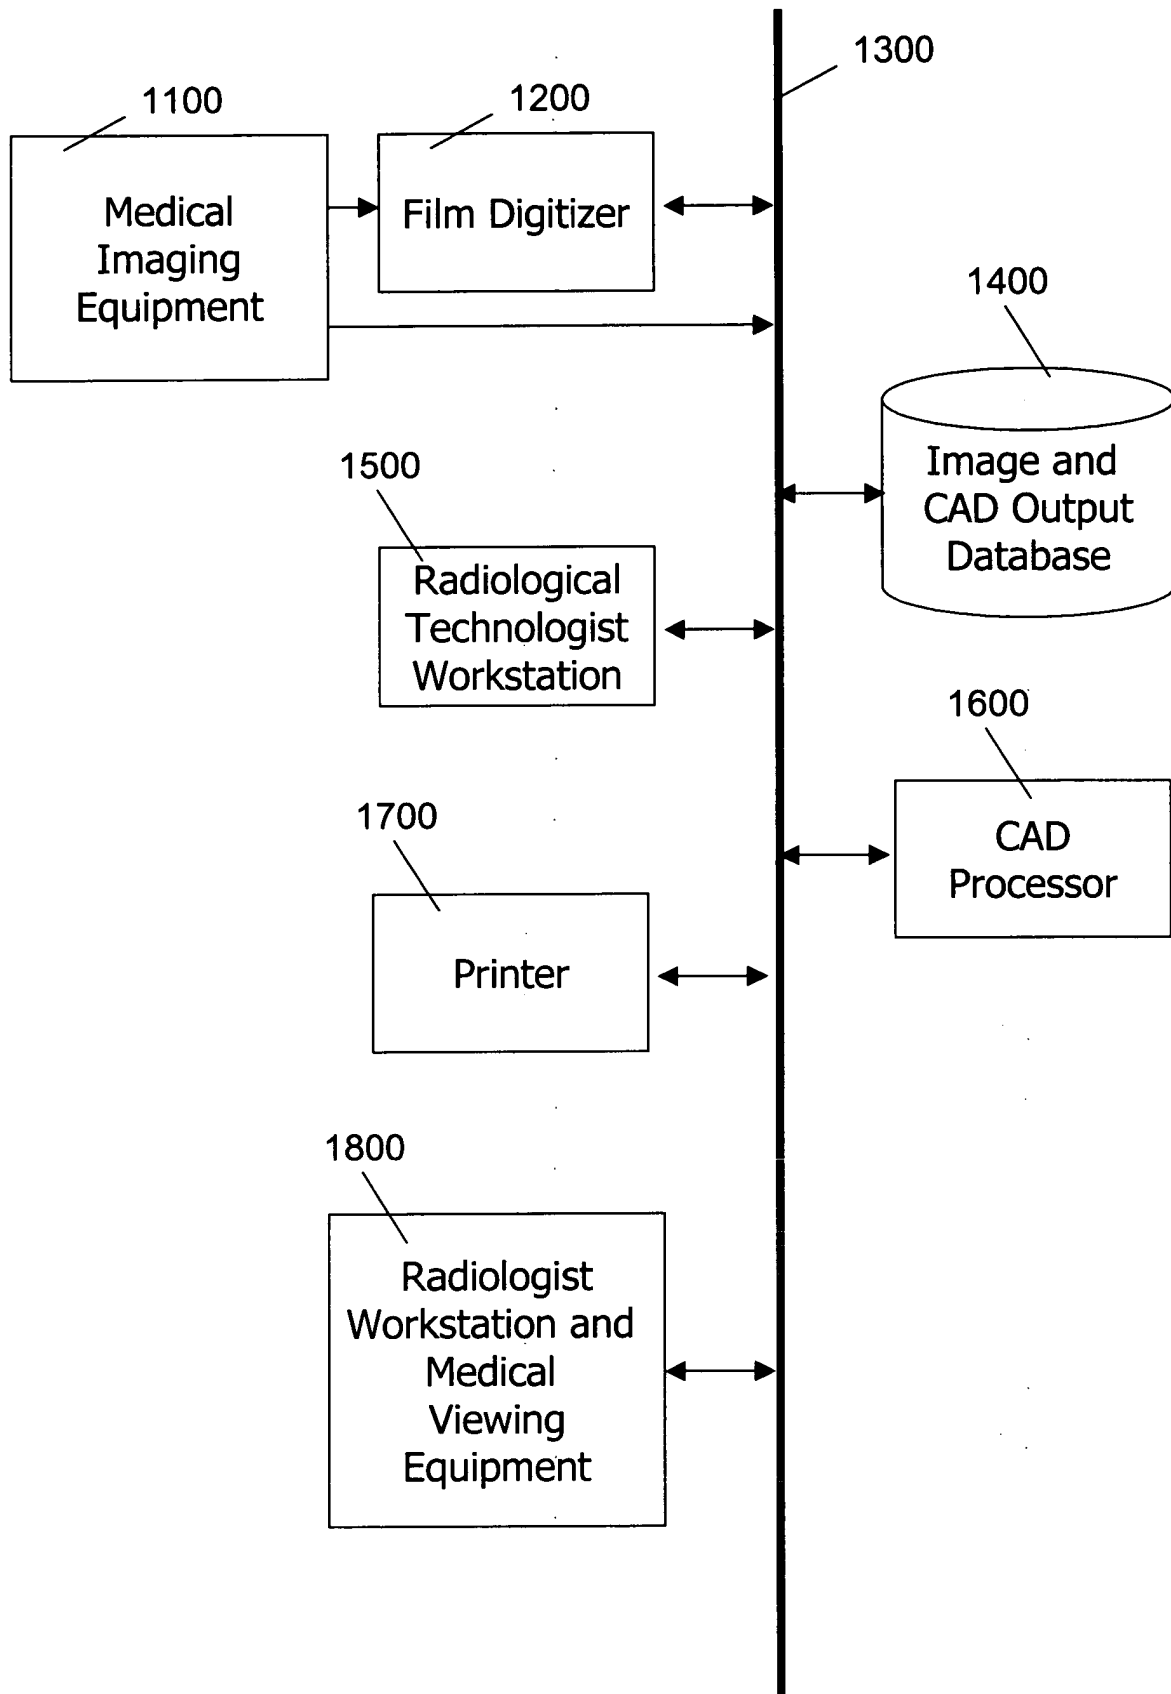 1300
1100
1200
Medical
Imaging
Equipment
Film Digitizer
1400
Image and
CAD Output
Database
1500
Radiological
Technologist
Workstation
1600
CAD
Processor
1700
Printer
1800
Radiologist
Workstation and
Medical
Viewing
Equipment